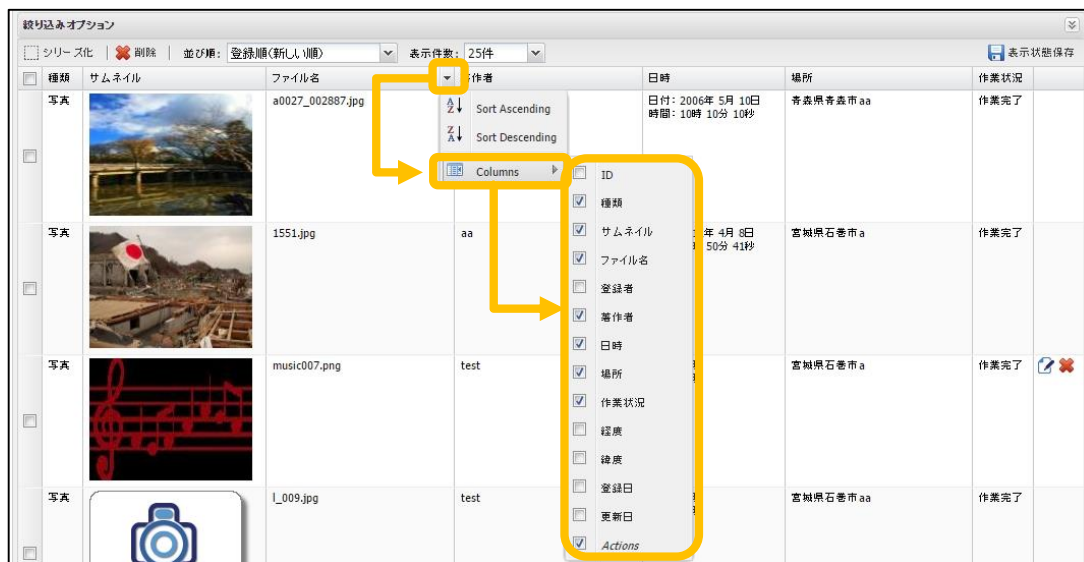 絞り込みオプション
シリーズ化 削除 並び順: 登録順(新しい順) 表示件数: 25件 表示状態保存
種類 サムネイル ファイル名 作者 日時 場所 作業状況
写真 a0027_002887.jpg 日付: 2006年 5月 10日 青森県青森市aa 作業完了
時間: 10時 10分 10秒
Sort Ascending
Sort Descending
Columns
ID
種類
サムネイル
ファイル名
登録者
著作者
日時
場所
作業状況
経度
緯度
登録日
更新日
Actions
写真 1551.jpg aa 年 4月 8日 宮城県石巻市a 作業完了
50分 41秒
写真 music007.png test 宮城県石巻市a 作業完了
写真 l_009.jpg test 宮城県石巻市aa 作業完了